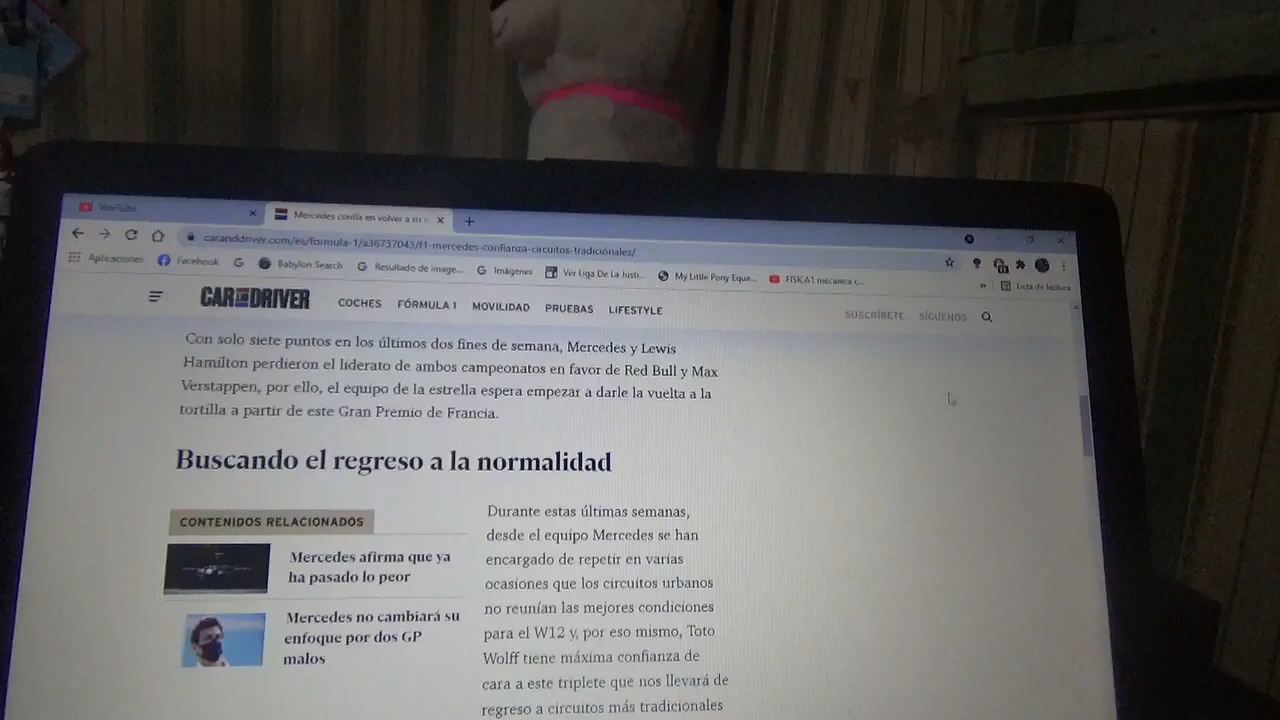 YouTube
Mercedes confía en volver a su
caranddriver.com/es/formula-1/a36737043/f1-mercedes-confianza-circuitos-tradicionales/
Aplicaciones Facebook Babylon Search Resultado de image... Imágenes Ver Liga De La Justi... My Little Pony Eque... FISICA1 mecanica c...
» Lista de lectura
CAR AND DRIVER COCHES FÓRMULA 1 MOVILIDAD PRUEBAS LIFESTYLE SUSCRÍBETE SÍGUENOS
Con solo siete puntos en los últimos dos fines de semana, Mercedes y Lewis
Hamilton perdieron el liderato de ambos campeonatos en favor de Red Bull y Max
Verstappen, por ello, el equipo de la estrella espera empezar a darle la vuelta a la
tortilla a partir de este Gran Premio de Francia.
Buscando el regreso a la normalidad
CONTENIDOS RELACIONADOS
Mercedes afirma que ya
ha pasado lo peor
Mercedes no cambiará su
enfoque por dos GP
malos
Durante estas últimas semanas,
desde el equipo Mercedes se han
encargado de repetir en varias
ocasiones que los circuitos urbanos
no reunían las mejores condiciones
para el W12 y, por eso mismo, Toto
Wolff tiene máxima confianza de
cara a este triplete que nos llevará de
regreso a circuitos más tradicionales